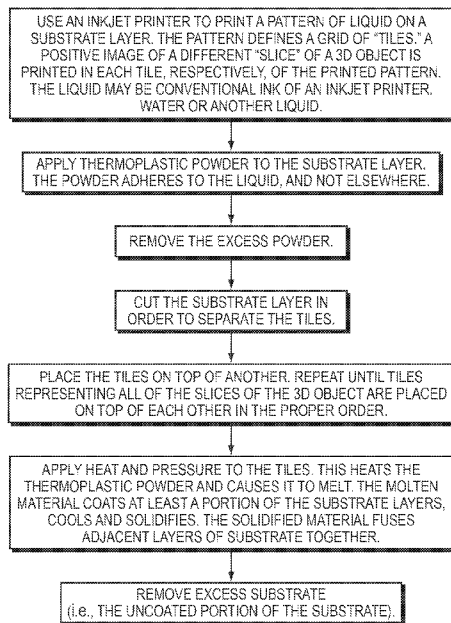 USE AN INKJET PRINTER TO PRINT A PATTERN OF LIQUID ON A
SUBSTRATE LAYER. THE PATTERN DEFINES A GRID OF "TILES." A
POSITIVE IMAGE OF A DIFFERENT "SLICE" OF A 3D OBJECT IS
PRINTED IN EACH TILE, RESPECTIVELY, OF THE PRINTED PATTERN.
THE LIQUID MAY BE CONVENTIONAL INK OF AN INKJET PRINTER,
WATER OR ANOTHER LIQUID.
APPLY THERMOPLASTIC POWDER TO THE SUBSTRATE LAYER.
THE POWDER ADHERES TO THE LIQUID, AND NOT ELSEWHERE.
REMOVE THE EXCESS POWDER.
CUT THE SUBSTRATE LAYER IN
ORDER TO SEPARATE THE TILES.
PLACE THE TILES ON TOP OF ANOTHER. REPEAT UNTIL TILES
REPRESENTING ALL OF THE SLICES OF THE 3D OBJECT ARE PLACED
ON TOP OF EACH OTHER IN THE PROPER ORDER.
APPLY HEAT AND PRESSURE TO THE TILES. THIS HEATS THE
THERMOPLASTIC POWDER AND CAUSES IT TO MELT. THE MOLTEN
MATERIAL COATS AT LEAST A PORTION OF THE SUBSTRATE LAYERS,
COOLS AND SOLIDIFIES. THE SOLIDIFIED MATERIAL FUSES
ADJACENT LAYERS OF SUBSTRATE TOGETHER.
REMOVE EXCESS SUBSTRATE
(i.e., THE UNCOATED PORTION OF THE SUBSTRATE).